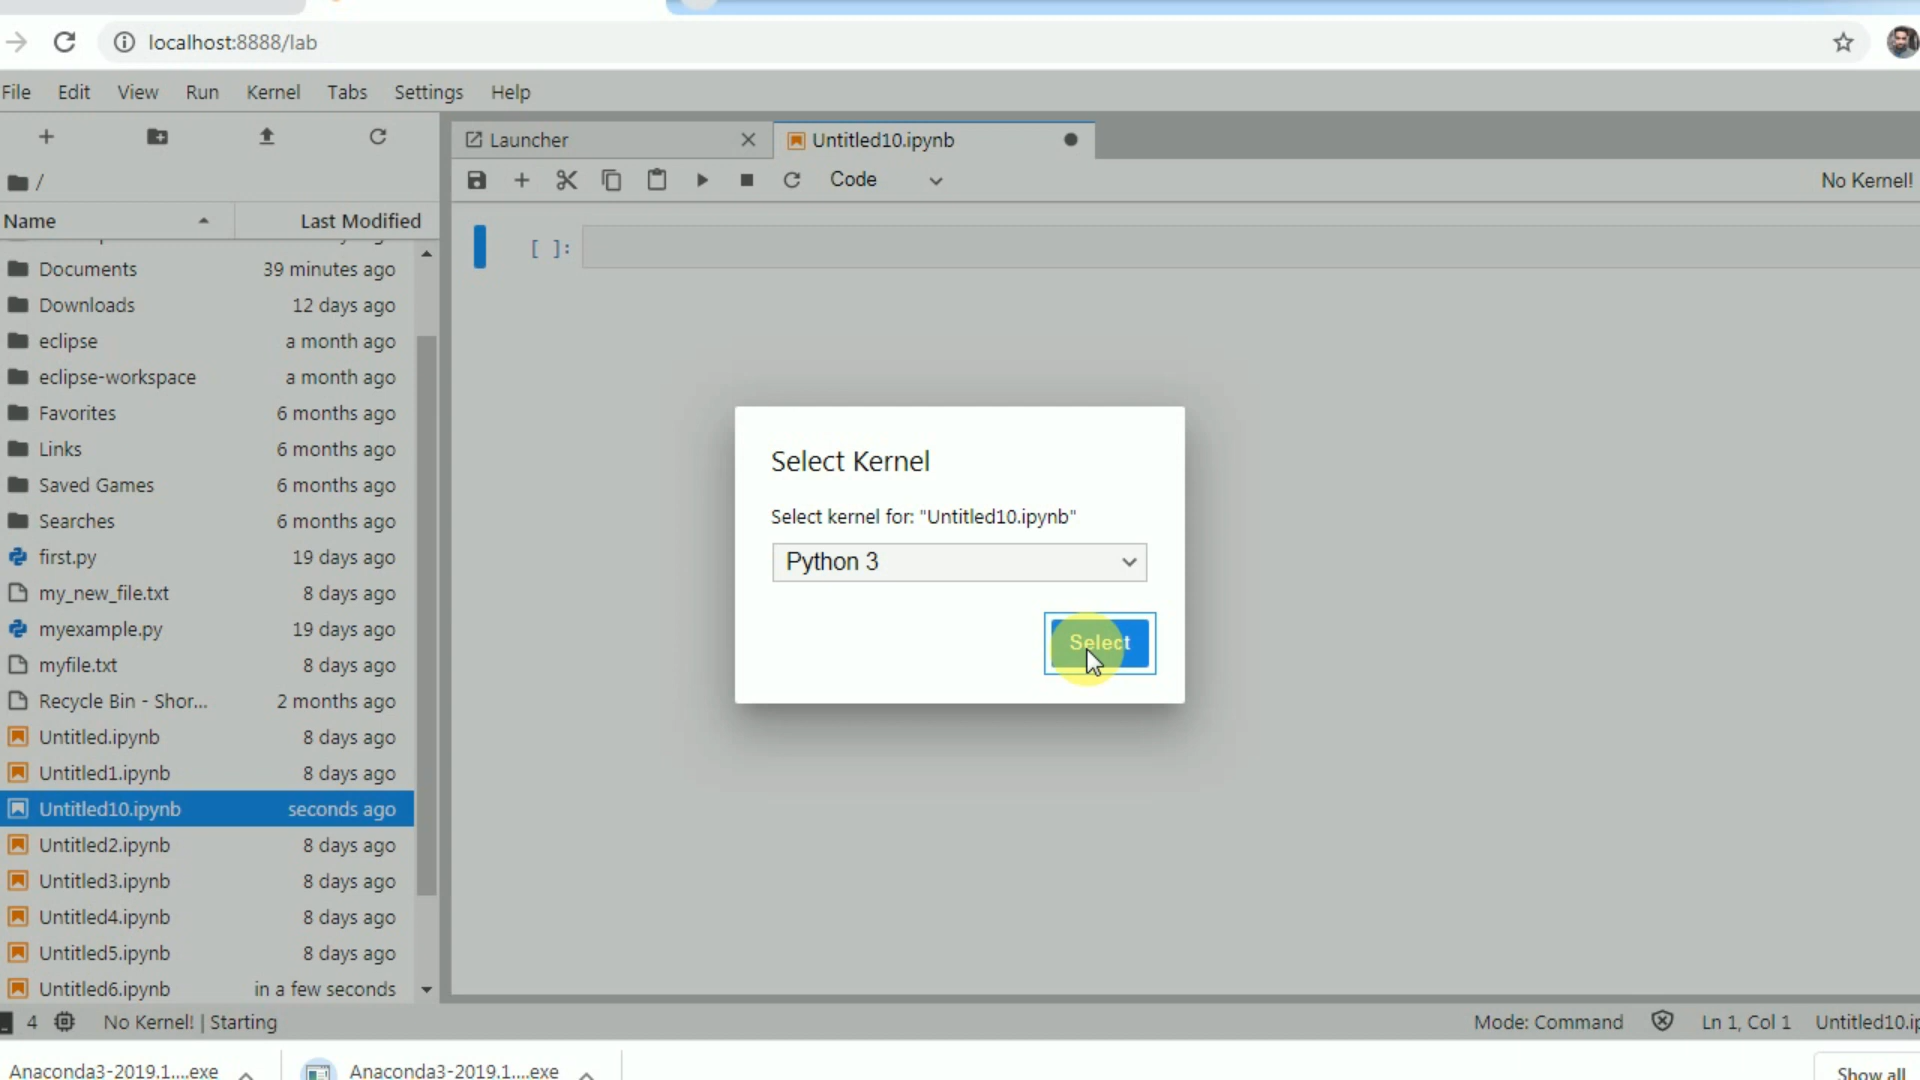 localhost:8888/lab
File Edit View Run Kernel Tabs Settings Help
Launcher
Untitled10.ipynb
/
Code
No Kernel!
Name Last Modified
[ ]:
Documents 39 minutes ago
Downloads 12 days ago
eclipse a month ago
eclipse-workspace a month ago
Favorites 6 months ago
Links 6 months ago
Saved Games 6 months ago
Searches 6 months ago
first.py 19 days ago
my_new_file.txt 8 days ago
myexample.py 19 days ago
myfile.txt 8 days ago
Recycle Bin - Shor... 2 months ago
Untitled.ipynb 8 days ago
Untitled1.ipynb 8 days ago
Untitled10.ipynb seconds ago
Untitled2.ipynb 8 days ago
Untitled3.ipynb 8 days ago
Untitled4.ipynb 8 days ago
Untitled5.ipynb 8 days ago
Untitled6.ipynb in a few seconds
Select Kernel
Select kernel for: "Untitled10.ipynb"
Python 3
Select
4 No Kernel! | Starting
Mode: Command Ln 1, Col 1 Untitled10.ip
Anaconda3-2019.1....exe
Anaconda3-2019.1....exe
Show all